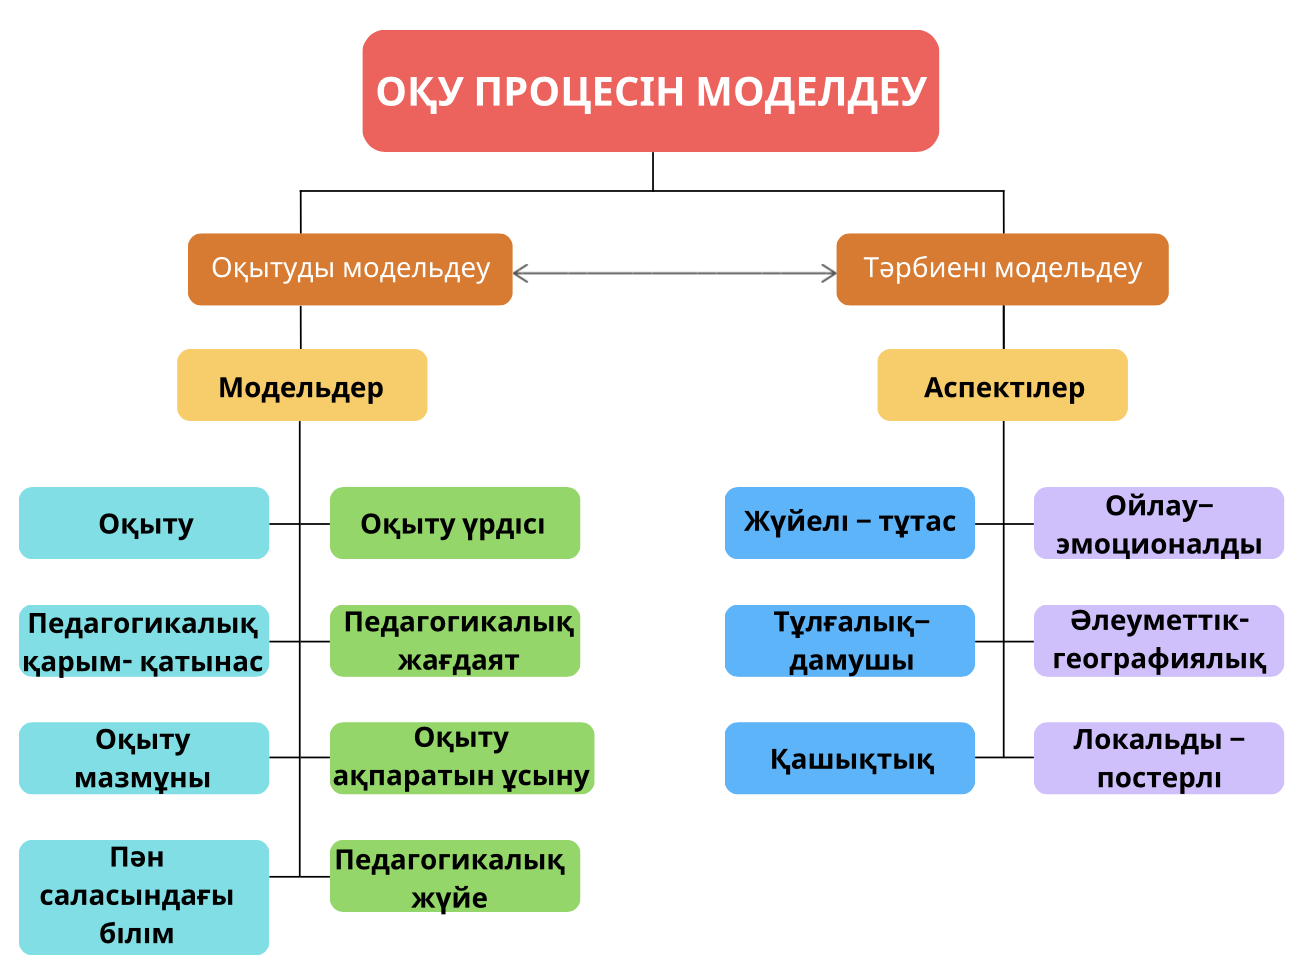 ОҚУ ПРОЦЕСІН МОДЕЛДЕУ
Оқытуды модельдеу
Тәрбиені модельдеу
Модельдер
Аспектілер
Оқыту
Оқыту үрдісі
Жүйелі – тұтас
Ойлау–
эмоционалды
Педагогикалық
қарым- қатынас
Педагогикалық
жағдаят
Тұлғалық–
дамушы
Әлеуметтік-
географиялық
Оқыту
мазмұны
Оқыту
ақпаратын ұсыну
Қашықтық
Локальды –
постерлі
Пән
саласындағы
білім
Педагогикалық
жүйе